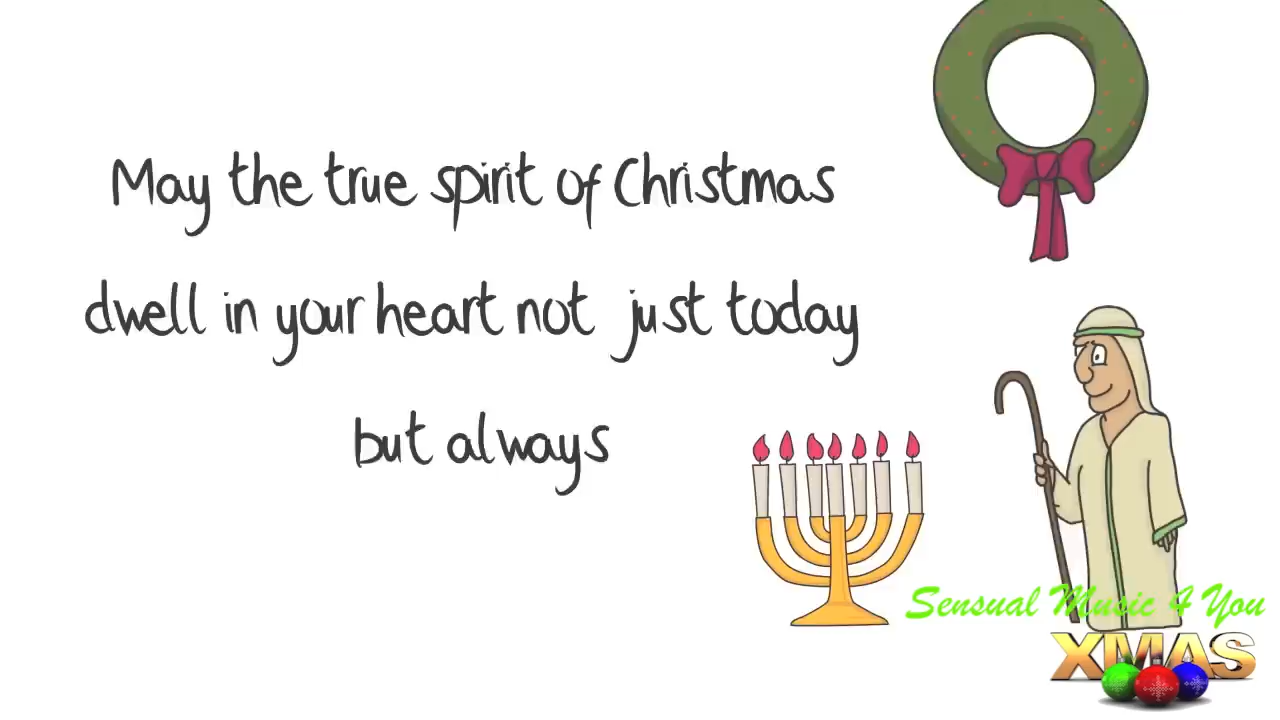 May the true spirit of Christmas
dwell in your heart not just today
but always
Sensual Music 4 You
XMAS